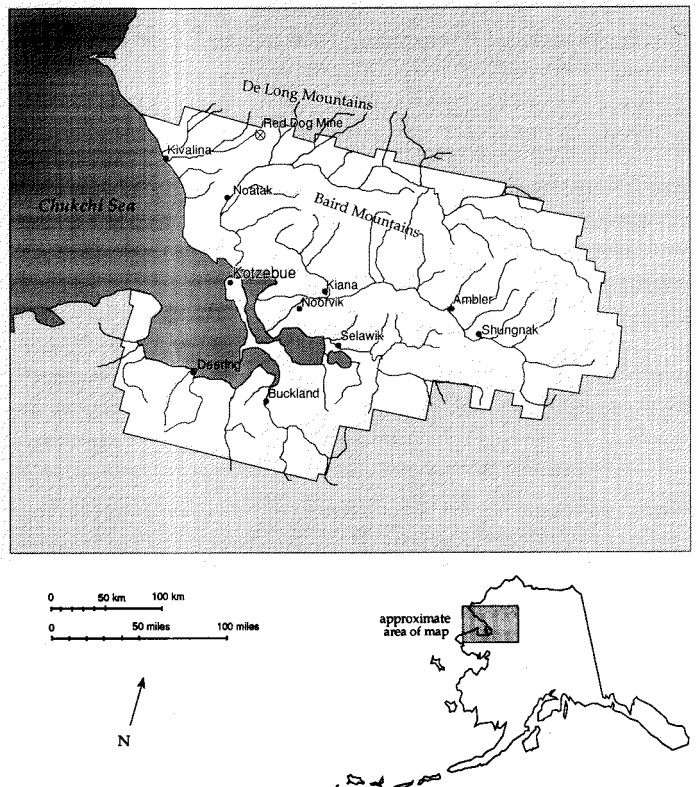 De Long Mountains
Red Dog Mine
Kivalina
Noatak
Chukchi Sea
Baird Mountains
Kotzebue
Kiana
Noorvik
Ambler
Shungnak
Selawik
Deering
Buckland
0 50 km 100 km
0 50 miles 100 miles
approximate
area of map
N